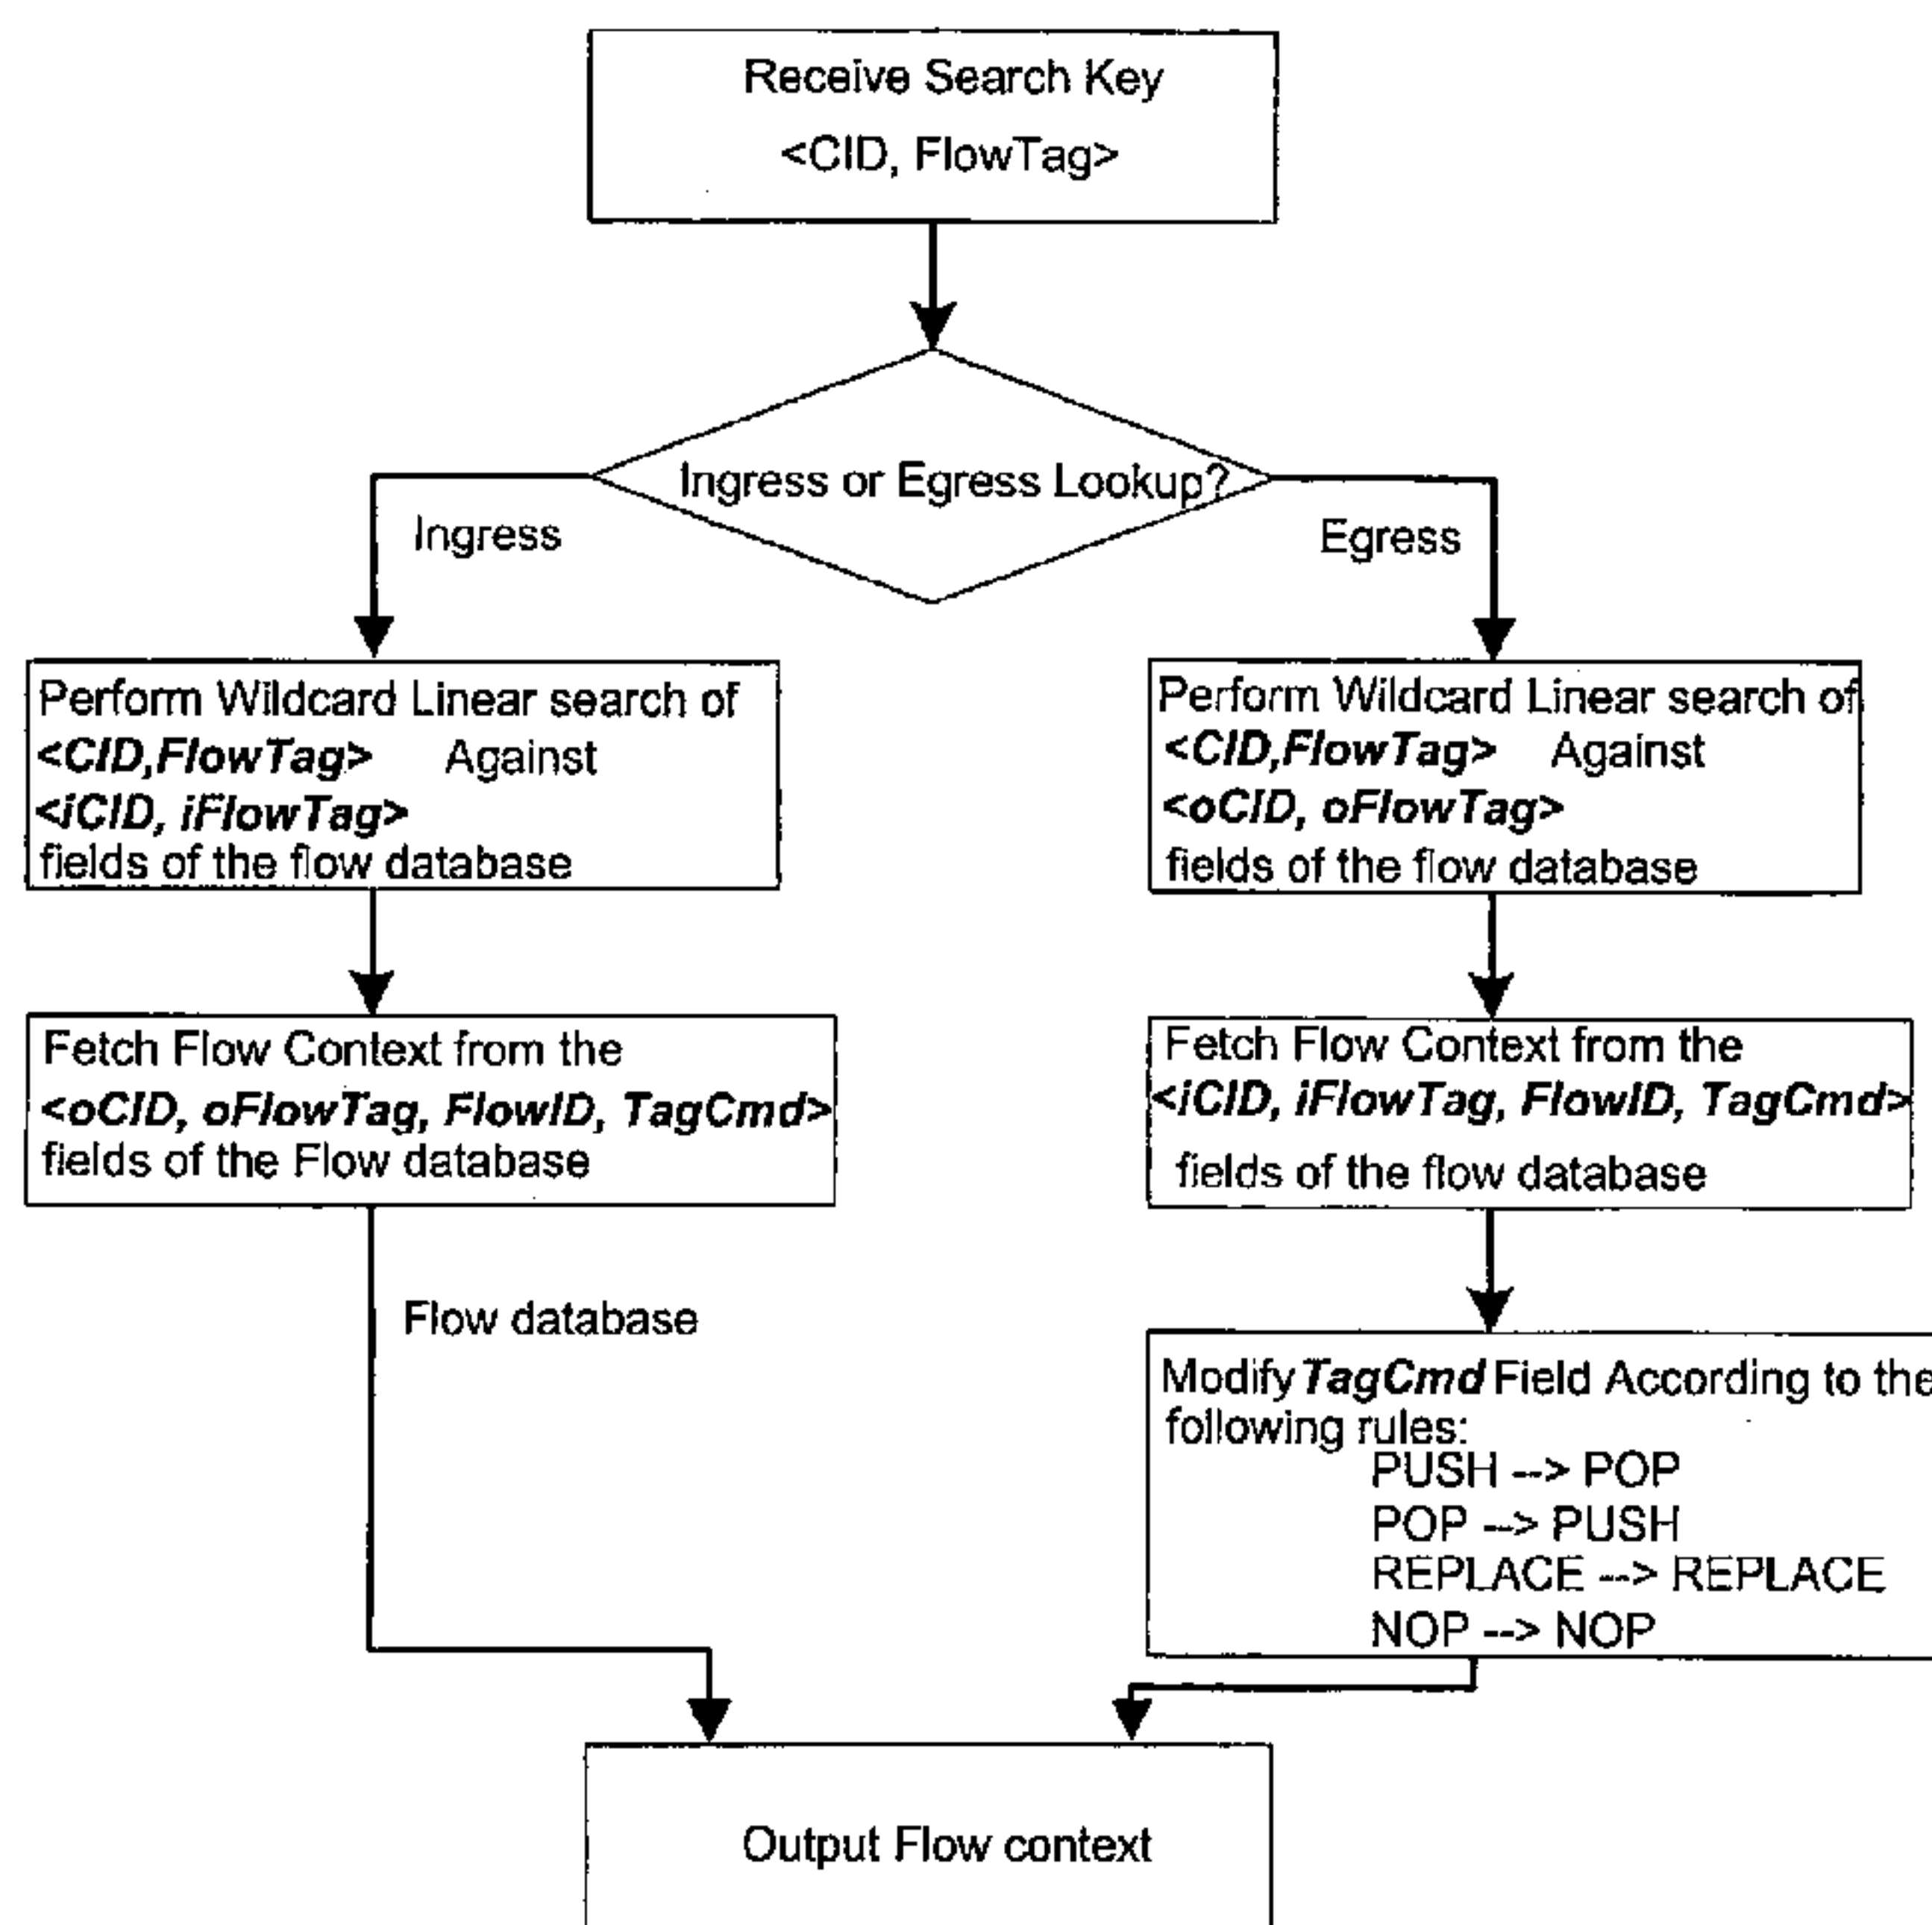 Receive Search Key
<CID, FlowTag>
Ingress or Egress Lookup?
Ingress
Egress
Perform Wildcard Linear search of
<CID,FlowTag> Against
<iCID, iFlowTag>
fields of the flow database
Perform Wildcard Linear search of
<CID,FlowTag> Against
<oCID, oFlowTag>
fields of the flow database
Fetch Flow Context from the
<oCID, oFlowTag, FlowID, TagCmd>
fields of the Flow database
Fetch Flow Context from the
<iCID, iFlowTag, FlowID, TagCmd>
fields of the flow database
Flow database
Modify TagCmd Field According to the
following rules:
PUSH --> POP
POP --> PUSH
REPLACE --> REPLACE
NOP --> NOP
Output Flow context